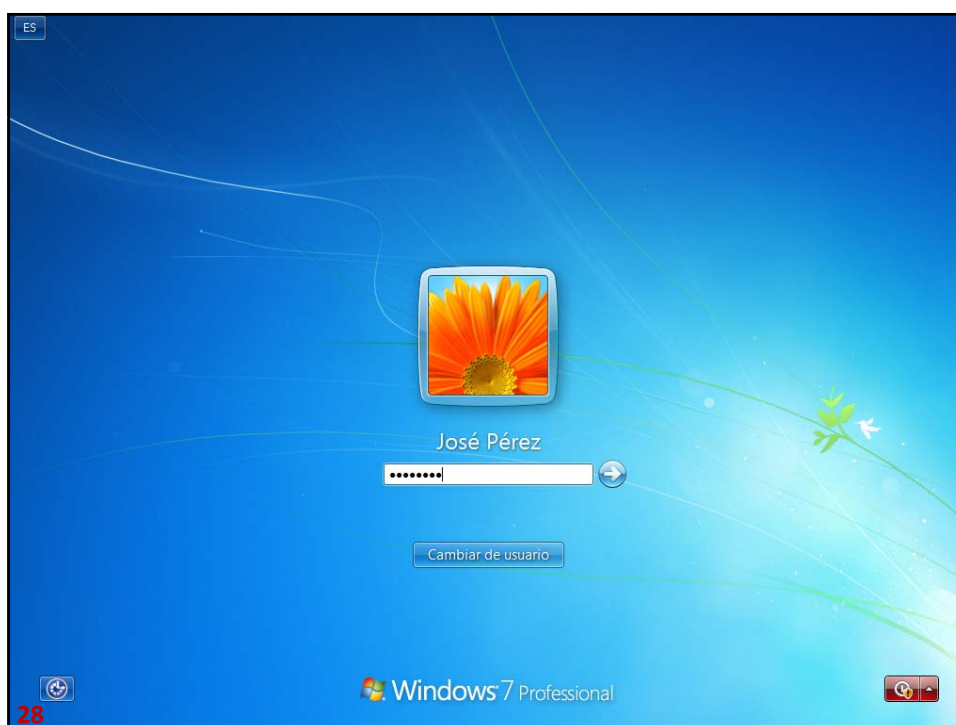 ES
José Pérez
••••••••
Cambiar de usuario
Windows 7 Professional
28